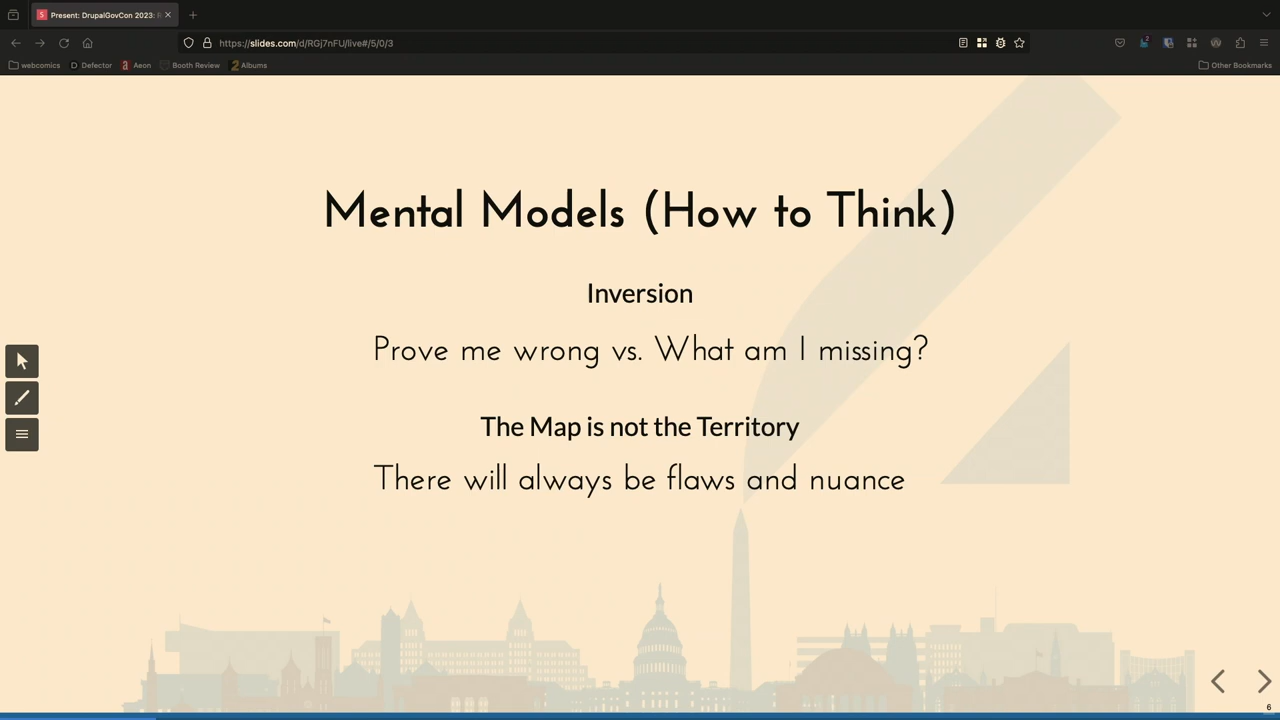 Present: DrupalGovCon 2023:
https://slides.com/d/RGj7nFU/live#/5/0/3
webcomics
D Defector
a Aeon
Booth Review
2 Albums
Other Bookmarks
Mental Models (How to Think)
Inversion
Prove me wrong vs. What am I missing?
The Map is not the Territory
There will always be flaws and nuance
6